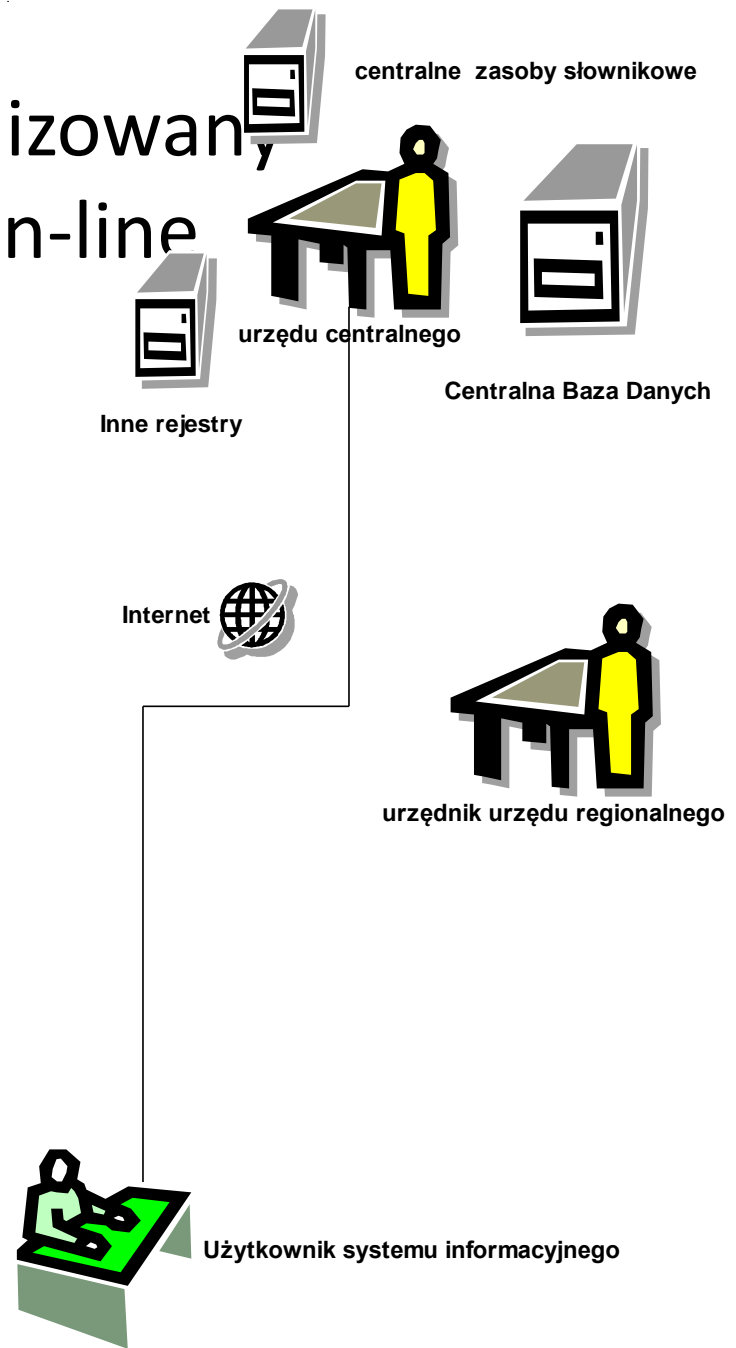 centralne zasoby słownikowe
izowany
n-line
urzędu centralnego
Centralna Baza Danych
Inne rejestry
Internet
urzędnik urzędu regionalnego
Użytkownik systemu informacyjnego